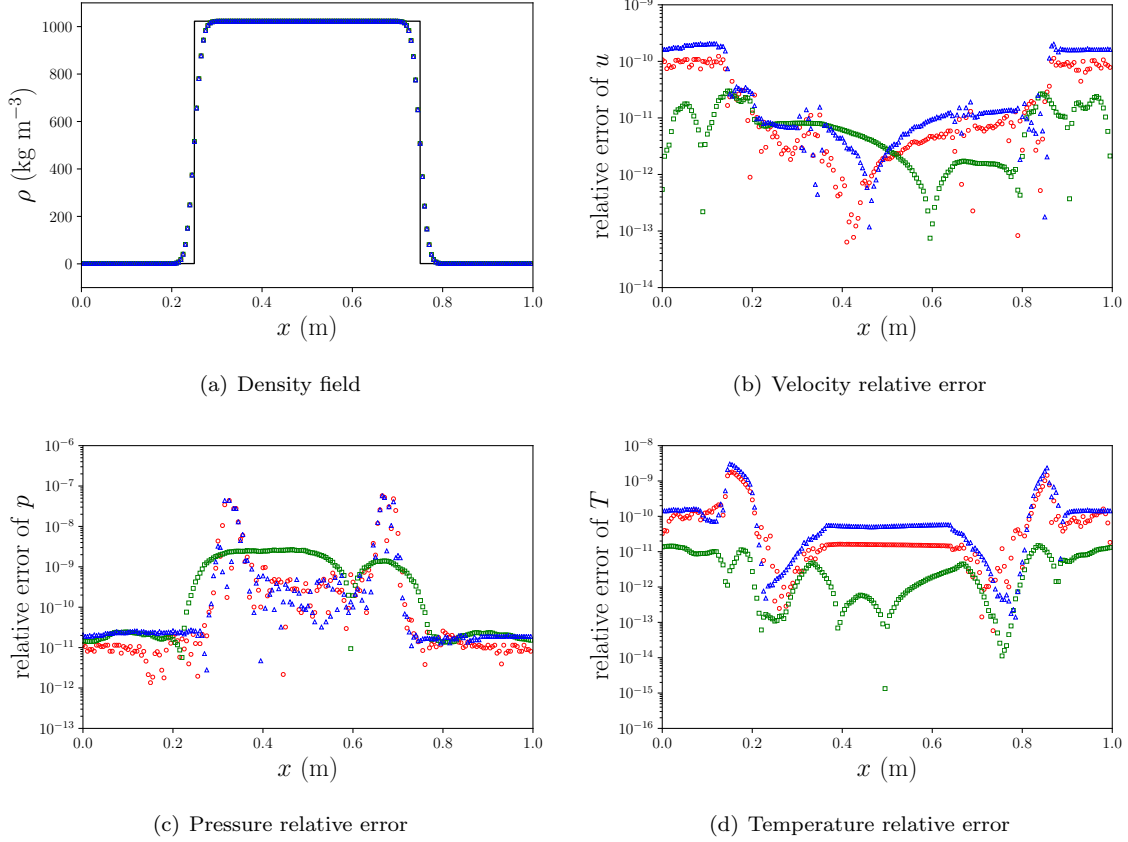 1000
800
600
400
200
0
ρ (kg m⁻³)
0.0 0.2 0.4 0.6 0.8 1.0
x (m)
(a) Density field
10⁻⁹
10⁻¹⁰
10⁻¹¹
10⁻¹²
10⁻¹³
10⁻¹⁴
relative error of u
0.0 0.2 0.4 0.6 0.8 1.0
x (m)
(b) Velocity relative error
10⁻⁶
10⁻⁷
10⁻⁸
10⁻⁹
10⁻¹⁰
10⁻¹¹
10⁻¹²
10⁻¹³
relative error of p
0.0 0.2 0.4 0.6 0.8 1.0
x (m)
(c) Pressure relative error
10⁻⁸
10⁻⁹
10⁻¹⁰
10⁻¹¹
10⁻¹²
10⁻¹³
10⁻¹⁴
10⁻¹⁵
10⁻¹⁶
relative error of T
0.0 0.2 0.4 0.6 0.8 1.0
x (m)
(d) Temperature relative error